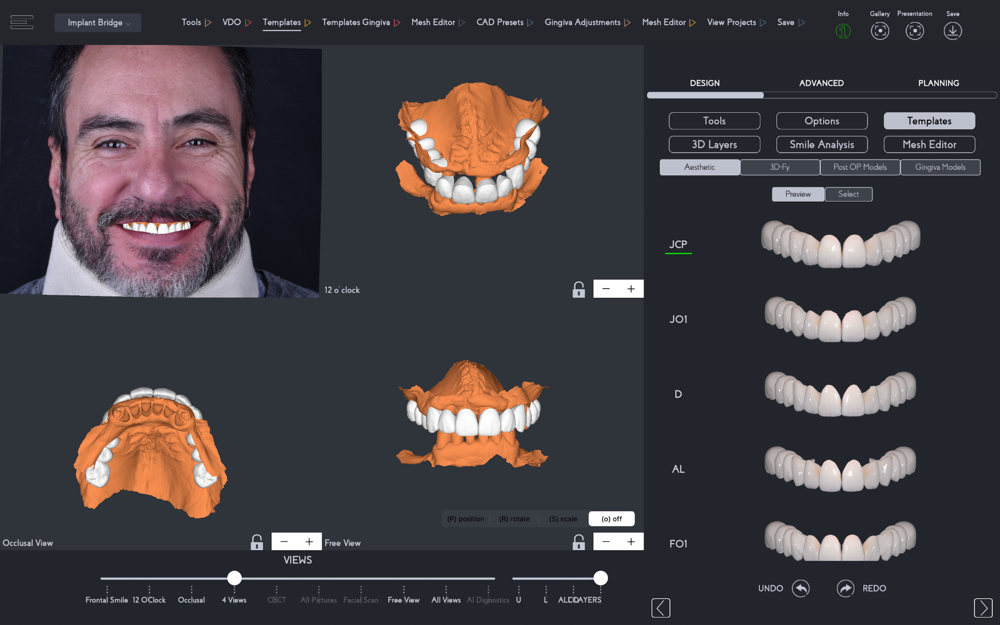 Implant Bridge
Tools VDO Templates Templates Gingiva Mesh Editor CAD Presets Gingiva Adjustments Mesh Editor View Projects Save
Info Gallery Presentation Save
DESIGN ADVANCED PLANNING
Tools Options Templates
3D Layers Smile Analysis Mesh Editor
Aesthetic 3D-Fy Post OP Models Gingiva Models
Preview Select
JCP
JO1
D
AL
FO1
12 o' clock
− +
(P) position (R) rotate (S) scale (o) off
Occlusal View
− +
Free View
− +
VIEWS
Frontal Smile 12 O'Clock Occlusal 4 Views CBCT All Pictures Facial Scan Free View All Views AI Dignostics U L
UNDO REDO